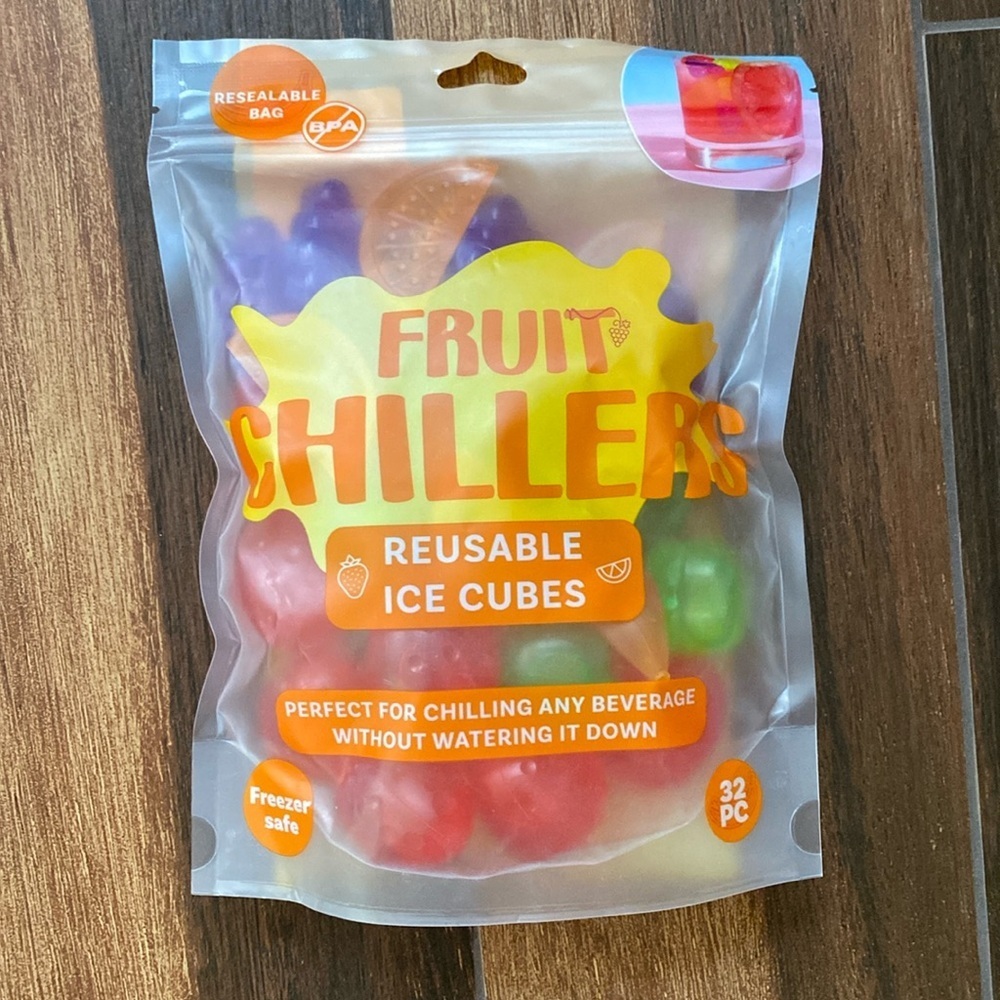 RESEALABLE
BAG
BPA
FRUIT
CHILLERS
REUSABLE
ICE CUBES
PERFECT FOR CHILLING ANY BEVERAGE
WITHOUT WATERING IT DOWN
Freezer
safe
32
PC